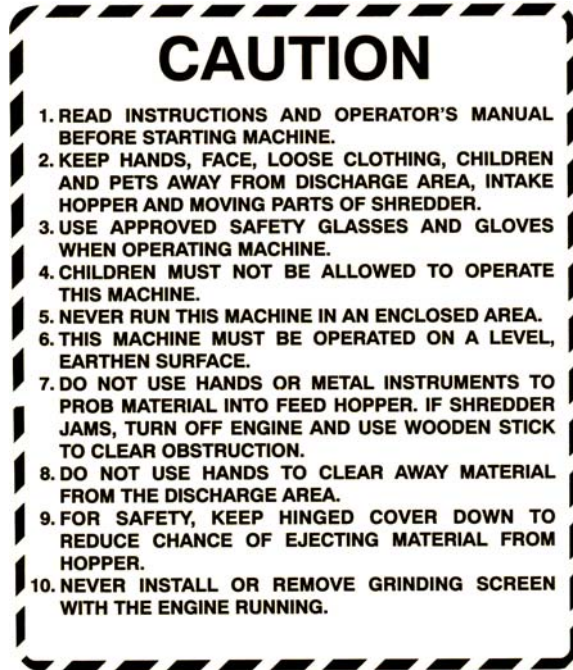 CAUTION
1. READ INSTRUCTIONS AND OPERATOR'S MANUAL
BEFORE STARTING MACHINE.
2. KEEP HANDS, FACE, LOOSE CLOTHING, CHILDREN
AND PETS AWAY FROM DISCHARGE AREA, INTAKE
HOPPER AND MOVING PARTS OF SHREDDER.
3. USE APPROVED SAFETY GLASSES AND GLOVES
WHEN OPERATING MACHINE.
4. CHILDREN MUST NOT BE ALLOWED TO OPERATE
THIS MACHINE.
5. NEVER RUN THIS MACHINE IN AN ENCLOSED AREA.
6. THIS MACHINE MUST BE OPERATED ON A LEVEL,
EARTHEN SURFACE.
7. DO NOT USE HANDS OR METAL INSTRUMENTS TO
PROB MATERIAL INTO FEED HOPPER. IF SHREDDER
JAMS, TURN OFF ENGINE AND USE WOODEN STICK
TO CLEAR OBSTRUCTION.
8. DO NOT USE HANDS TO CLEAR AWAY MATERIAL
FROM THE DISCHARGE AREA.
9. FOR SAFETY, KEEP HINGED COVER DOWN TO
REDUCE CHANCE OF EJECTING MATERIAL FROM
HOPPER.
10. NEVER INSTALL OR REMOVE GRINDING SCREEN
WITH THE ENGINE RUNNING.